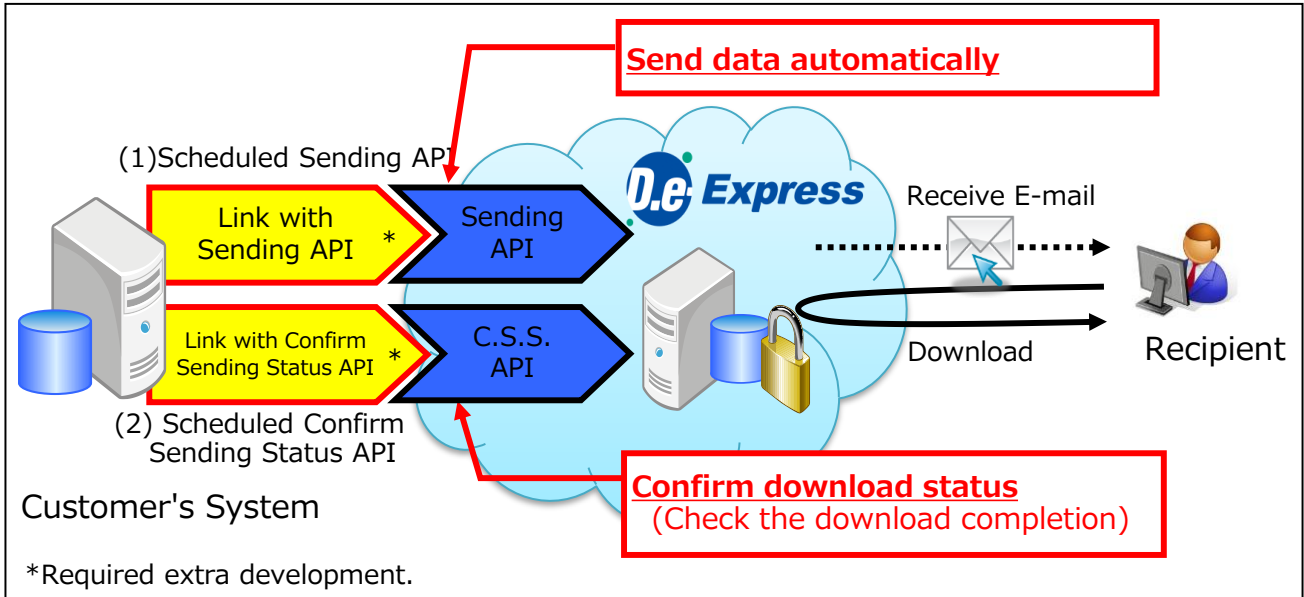 Send data automatically
(1)Scheduled Sending API
D.e Express
Link with
Sending API *
Sending
API
Receive E-mail
Link with Confirm
Sending Status API *
C.S.S.
API
Download
Recipient
(2) Scheduled Confirm
Sending Status API
Confirm download status
(Check the download completion)
Customer's System
*Required extra development.